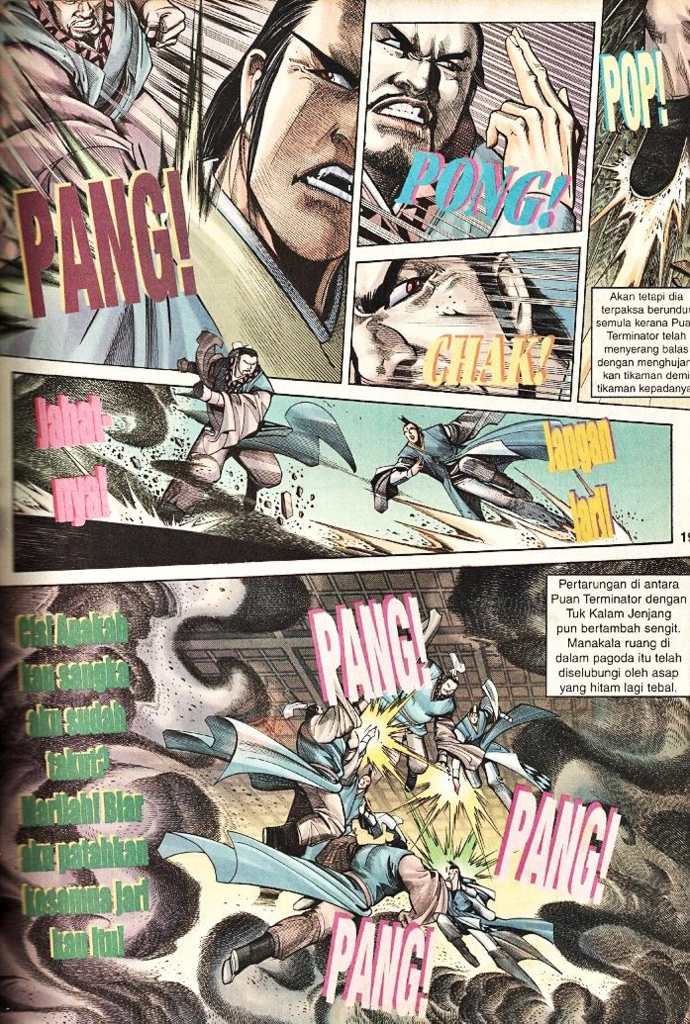 PANG!
PONG!
POP!
CHAK!
Akan tetapi dia
terpaksa berundur
semula kerana Puan
Terminator telah
menyerang balas
dengan menghujan-
kan tikaman demi
tikaman kepadanya
Jahat-
nya!
Jangan
lari!
19
Pertarungan di antara
Puan Terminator dengan
Tuk Kalam Jenjang
pun bertambah sengit.
Manakala ruang di
dalam pagoda itu telah
diselubungi oleh asap
yang hitam lagi tebal.
Cis! Apakah
kau sangka
aku sudah
takut?
Marilah! Biar
aku patahkan
kesemua jari
kau itu!
PANG!
PANG!
PANG!